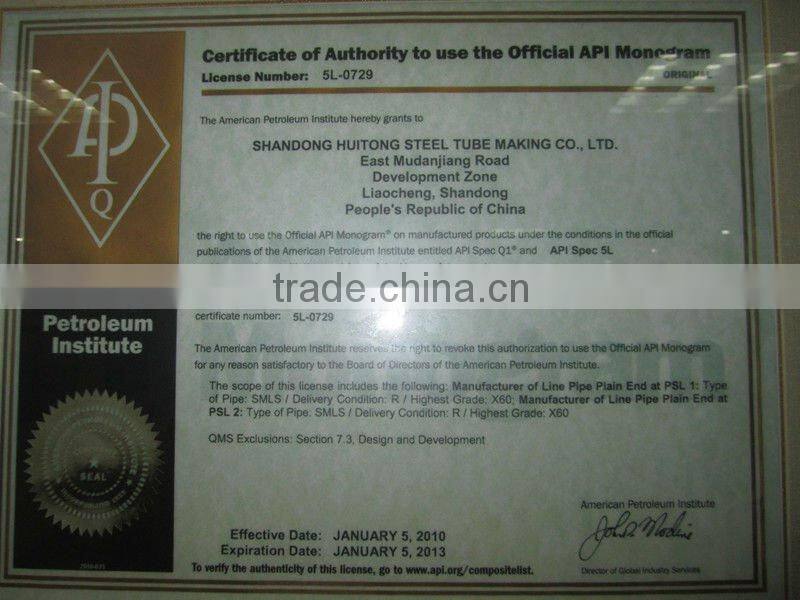 Certificate of Authority to use the Official API Monogram
License Number: 5L-0729
ORIGINAL
The American Petroleum Institute hereby grants to
SHANDONG HUITONG STEEL TUBE MAKING CO., LTD.
East Mudanjiang Road
Development Zone
Liaocheng, Shandong
People's Republic of China
the right to use the Official API Monogram® on manufactured products under the conditions in the official
publications of the American Petroleum Institute entitled API Spec Q1® and API Spec 5L
trade.china.cn
certificate number: 5L-0729
The American Petroleum Institute reserves the right to revoke this authorization to use the Official API Monogram
for any reason satisfactory to the Board of Directors of the American Petroleum Institute.
The scope of this license includes the following: Manufacturer of Line Pipe Plain End at PSL 1: Type
of Pipe: SMLS / Delivery Condition: R / Highest Grade: X60; Manufacturer of Line Pipe Plain End at
PSL 2: Type of Pipe: SMLS / Delivery Condition: R / Highest Grade: X60
QMS Exclusions: Section 7.3, Design and Development
American Petroleum Institute
Effective Date: JANUARY 5, 2010
Expiration Date: JANUARY 5, 2013
To verify the authenticity of this license, go to www.api.org/compositelist.
Director of Global Industry Services
API
Q
Petroleum
Institute
SEAL